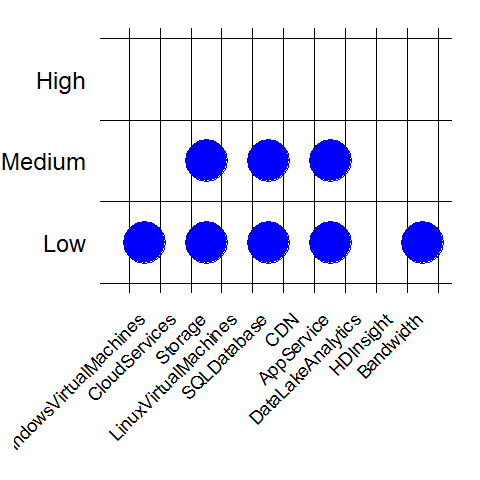 High
Medium
Low
ndowsVirtualMachines
CloudServices
Storage
LinuxVirtualMachines
SQLDatabase
CDN
AppService
DataLakeAnalytics
HDInsight
Bandwidth